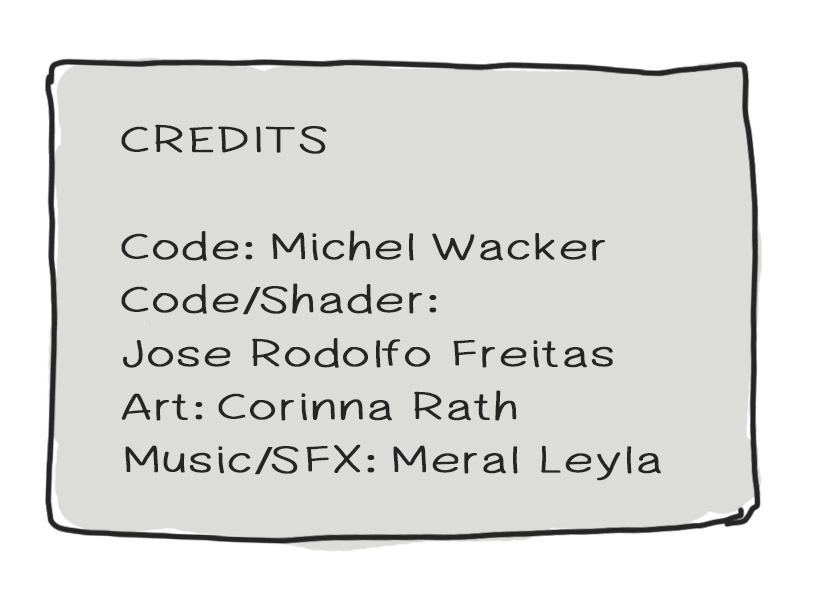 CREDITS
Code: Michel Wacker
Code/Shader:
Jose Rodolfo Freitas
Art: Corinna Rath
Music/SFX: Meral Leyla